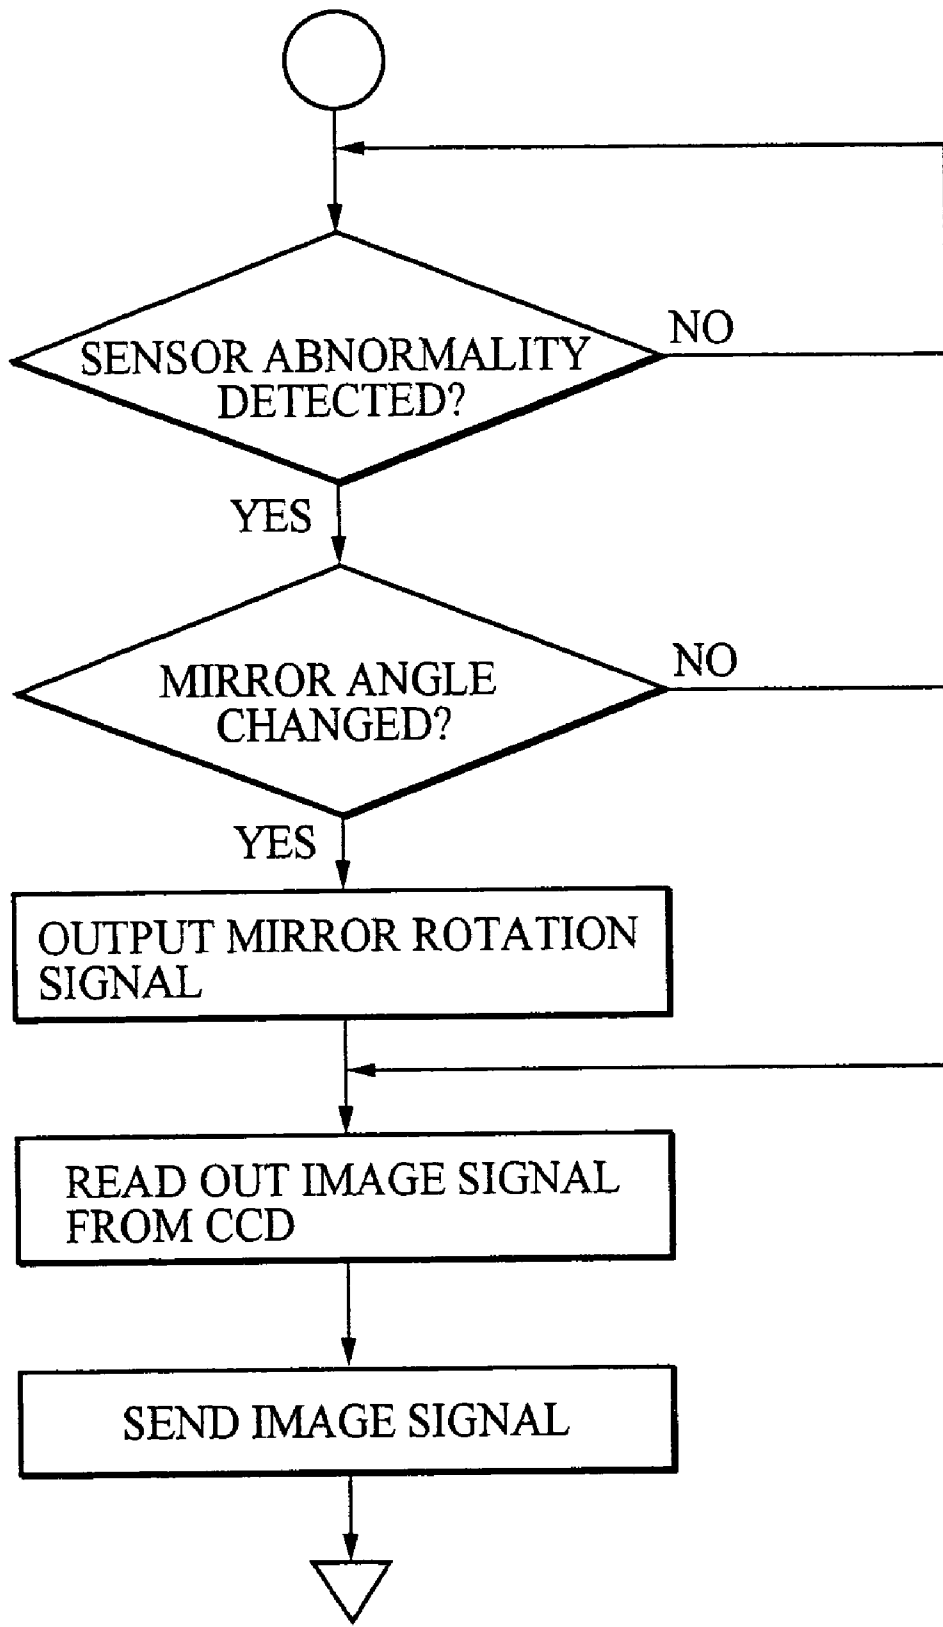 SENSOR ABNORMALITY
DETECTED?
NO
YES
MIRROR ANGLE
CHANGED?
NO
YES
OUTPUT MIRROR ROTATION
SIGNAL
READ OUT IMAGE SIGNAL
FROM CCD
SEND IMAGE SIGNAL